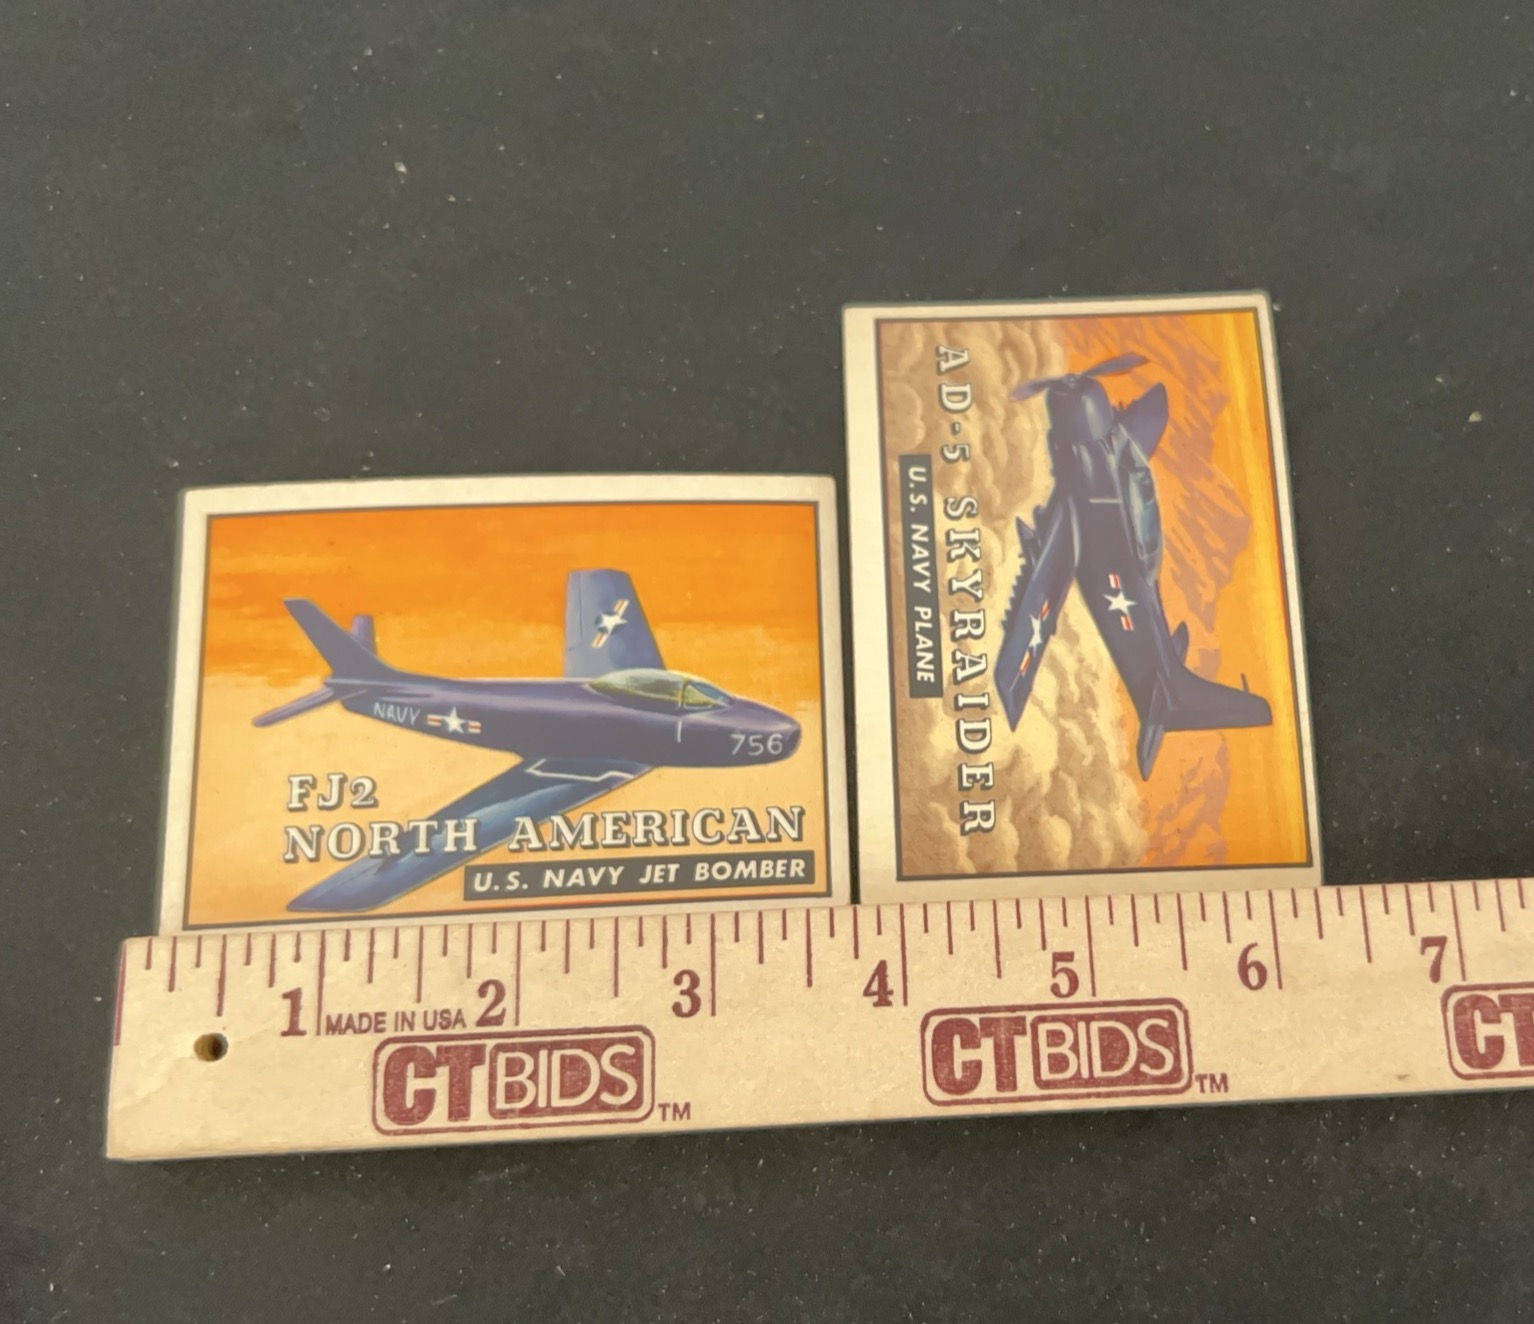 NAVY
756
FJ2
NORTH AMERICAN
U.S. NAVY JET BOMBER
AD-5 SKYRAIDER
U.S. NAVY PLANE
1 2 3 4 5 6 7
MADE IN USA
CTBIDS TM
CTBIDS TM
CT